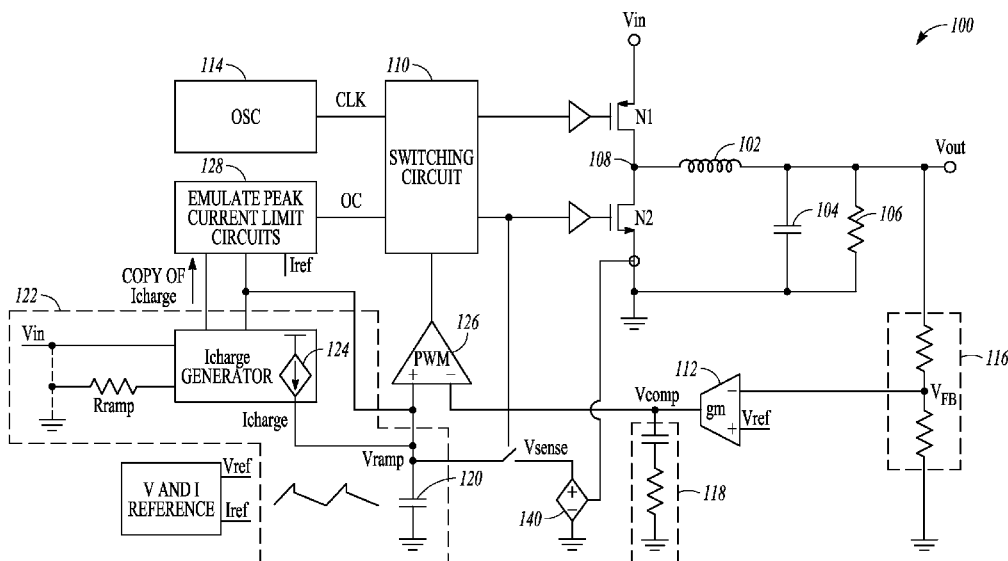 Vin
100
114
110
OSC
CLK
N1
102
Vout
108
SWITCHING
CIRCUIT
128
EMULATE PEAK
CURRENT LIMIT
CIRCUITS
OC
N2
104
106
Iref
COPY OF
Icharge
122
Vin
Icharge
GENERATOR
124
PWM
126
+ −
116
112
Rramp
Icharge
Vcomp
gm
−
+
Vref
VFB
Vramp
Vsense
120
V AND I
REFERENCE
Vref
Iref
+
−
140
118